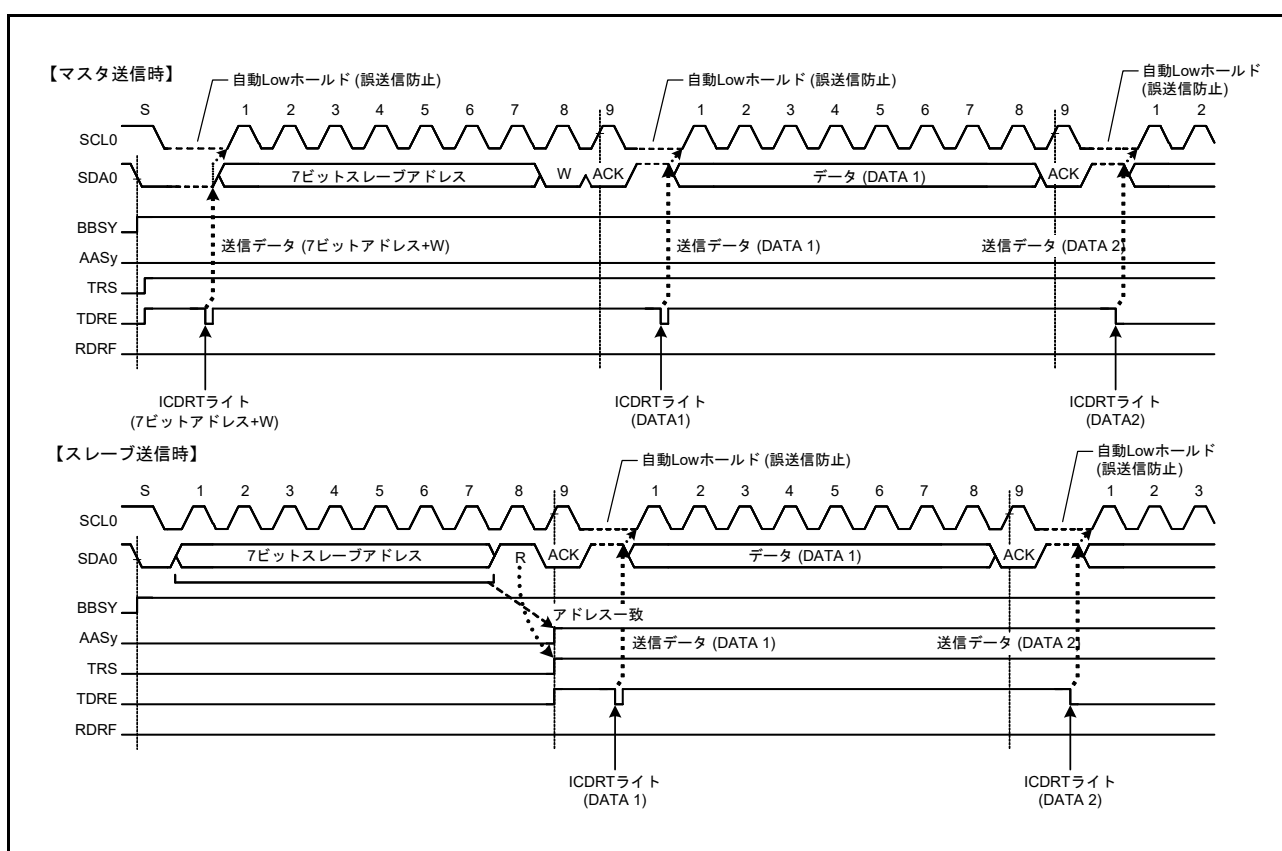 【マスタ送信時】
自動Lowホールド (誤送信防止)
自動Lowホールド (誤送信防止)
自動Lowホールド
(誤送信防止)
S 1 2 3 4 5 6 7 8 9 1 2 3 4 5 6 7 8 9 1 2
SCL0
SDA0 7ビットスレーブアドレス W ACK データ (DATA 1) ACK
BBSY
送信データ (7ビットアドレス+W) 送信データ (DATA 1) 送信データ (DATA 2)
AASy
TRS
TDRE
RDRF
ICDRTライト
(7ビットアドレス+W)
ICDRTライト
(DATA1)
ICDRTライト
(DATA2)
【スレーブ送信時】
自動Lowホールド (誤送信防止)
自動Lowホールド
(誤送信防止)
S 1 2 3 4 5 6 7 8 9 1 2 3 4 5 6 7 8 9 1 2 3
SCL0
SDA0 7ビットスレーブアドレス R ACK データ (DATA 1) ACK
BBSY
アドレス一致
AASy
送信データ (DATA 1) 送信データ (DATA 2)
TRS
TDRE
RDRF
ICDRTライト
(DATA 1)
ICDRTライト
(DATA 2)